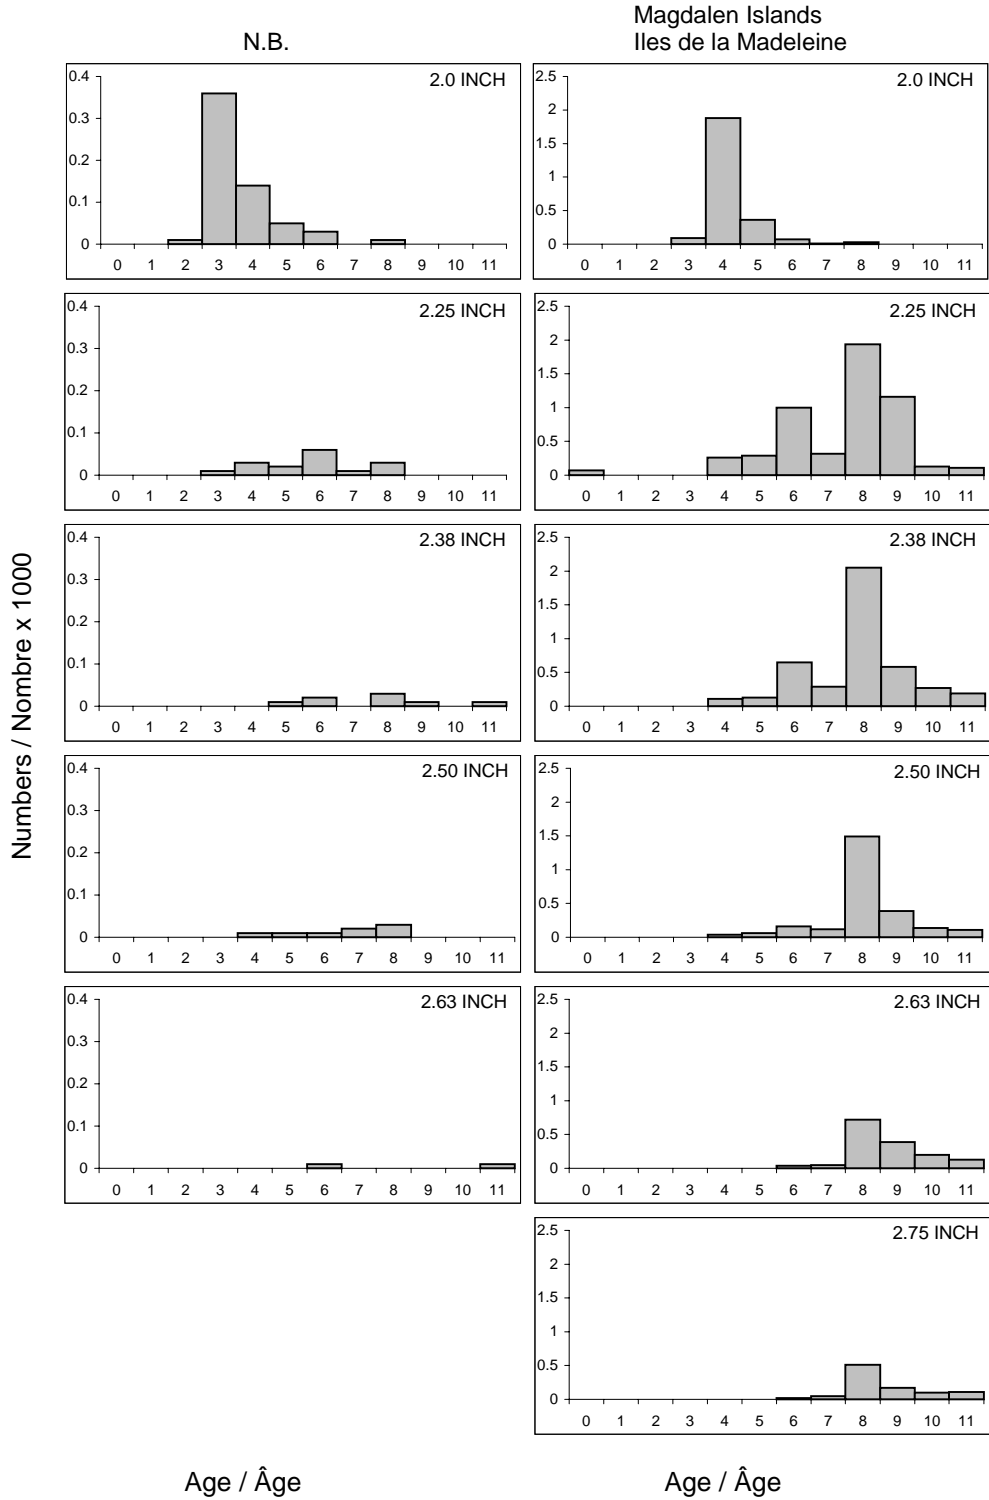 N.B.
Magdalen Islands
Iles de la Madeleine
Numbers / Nombre x 1000
2.0 INCH
0.4
0.3
0.2
0.1
0
0 1 2 3 4 5 6 7 8 9 10 11
2.0 INCH
2.5
2
1.5
1
0.5
0
0 1 2 3 4 5 6 7 8 9 10 11
2.25 INCH
0.4
0.3
0.2
0.1
0
0 1 2 3 4 5 6 7 8 9 10 11
2.25 INCH
2.5
2
1.5
1
0.5
0
0 1 2 3 4 5 6 7 8 9 10 11
2.38 INCH
0.4
0.3
0.2
0.1
0
0 1 2 3 4 5 6 7 8 9 10 11
2.38 INCH
2.5
2
1.5
1
0.5
0
0 1 2 3 4 5 6 7 8 9 10 11
2.50 INCH
0.4
0.3
0.2
0.1
0
0 1 2 3 4 5 6 7 8 9 10 11
2.50 INCH
2.5
2
1.5
1
0.5
0
0 1 2 3 4 5 6 7 8 9 10 11
2.63 INCH
0.4
0.3
0.2
0.1
0
0 1 2 3 4 5 6 7 8 9 10 11
2.63 INCH
2.5
2
1.5
1
0.5
0
0 1 2 3 4 5 6 7 8 9 10 11
2.75 INCH
2.5
2
1.5
1
0.5
0
0 1 2 3 4 5 6 7 8 9 10 11
Age / Âge
Age / Âge